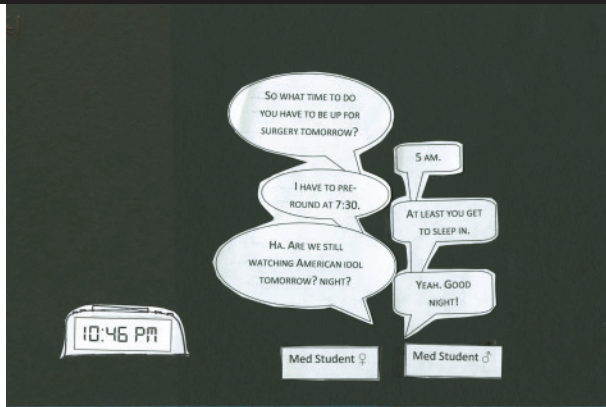 SO WHAT TIME TO DO
YOU HAVE TO BE UP FOR
SURGERY TOMORROW?
5 AM.
I HAVE TO PRE-
ROUND AT 7:30.
AT LEAST YOU GET
TO SLEEP IN.
HA. ARE WE STILL
WATCHING AMERICAN IDOL
TOMORROW? NIGHT?
YEAH. GOOD
NIGHT!
10:46 PM
Med Student ♀
Med Student ♂